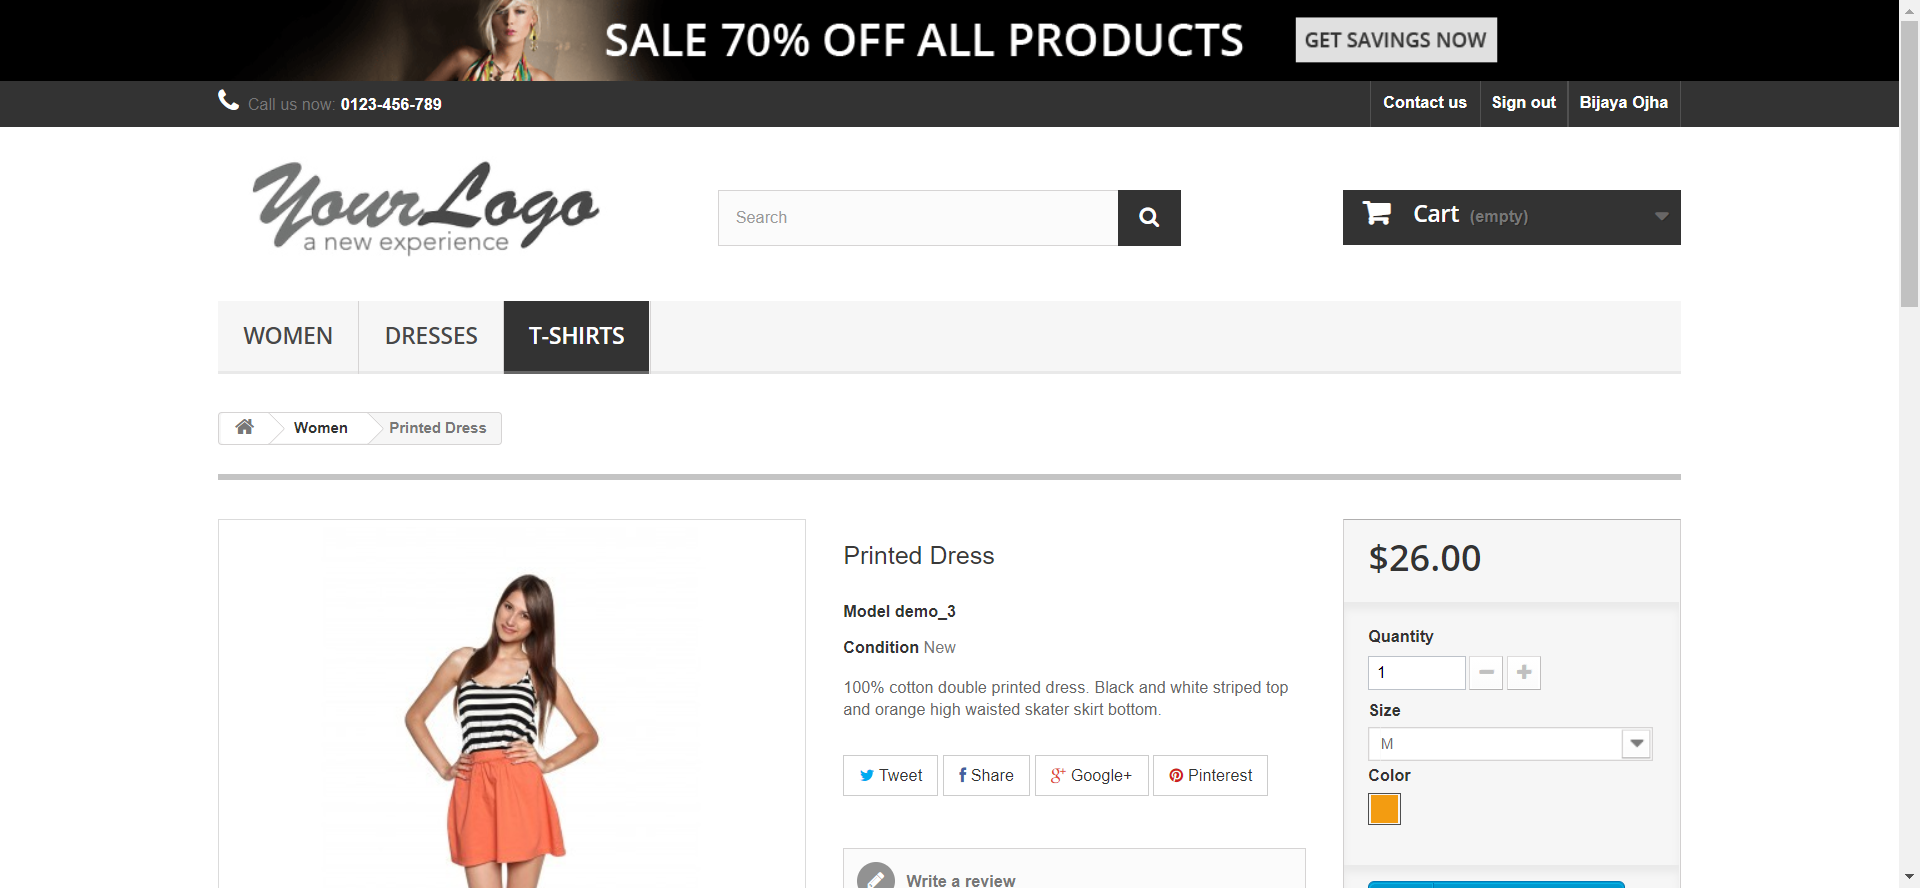 SALE 70% OFF ALL PRODUCTS GET SAVINGS NOW
Call us now: 0123-456-789 Contact us Sign out Bijaya Ojha
YourLogo
a new experience
Search
Cart (empty)
WOMEN DRESSES T-SHIRTS
Women Printed Dress
Printed Dress
Model demo_3
Condition New
100% cotton double printed dress. Black and white striped top
and orange high waisted skater skirt bottom.
Tweet Share Google+ Pinterest
Write a review
$26.00
Quantity
1
Size
M
Color